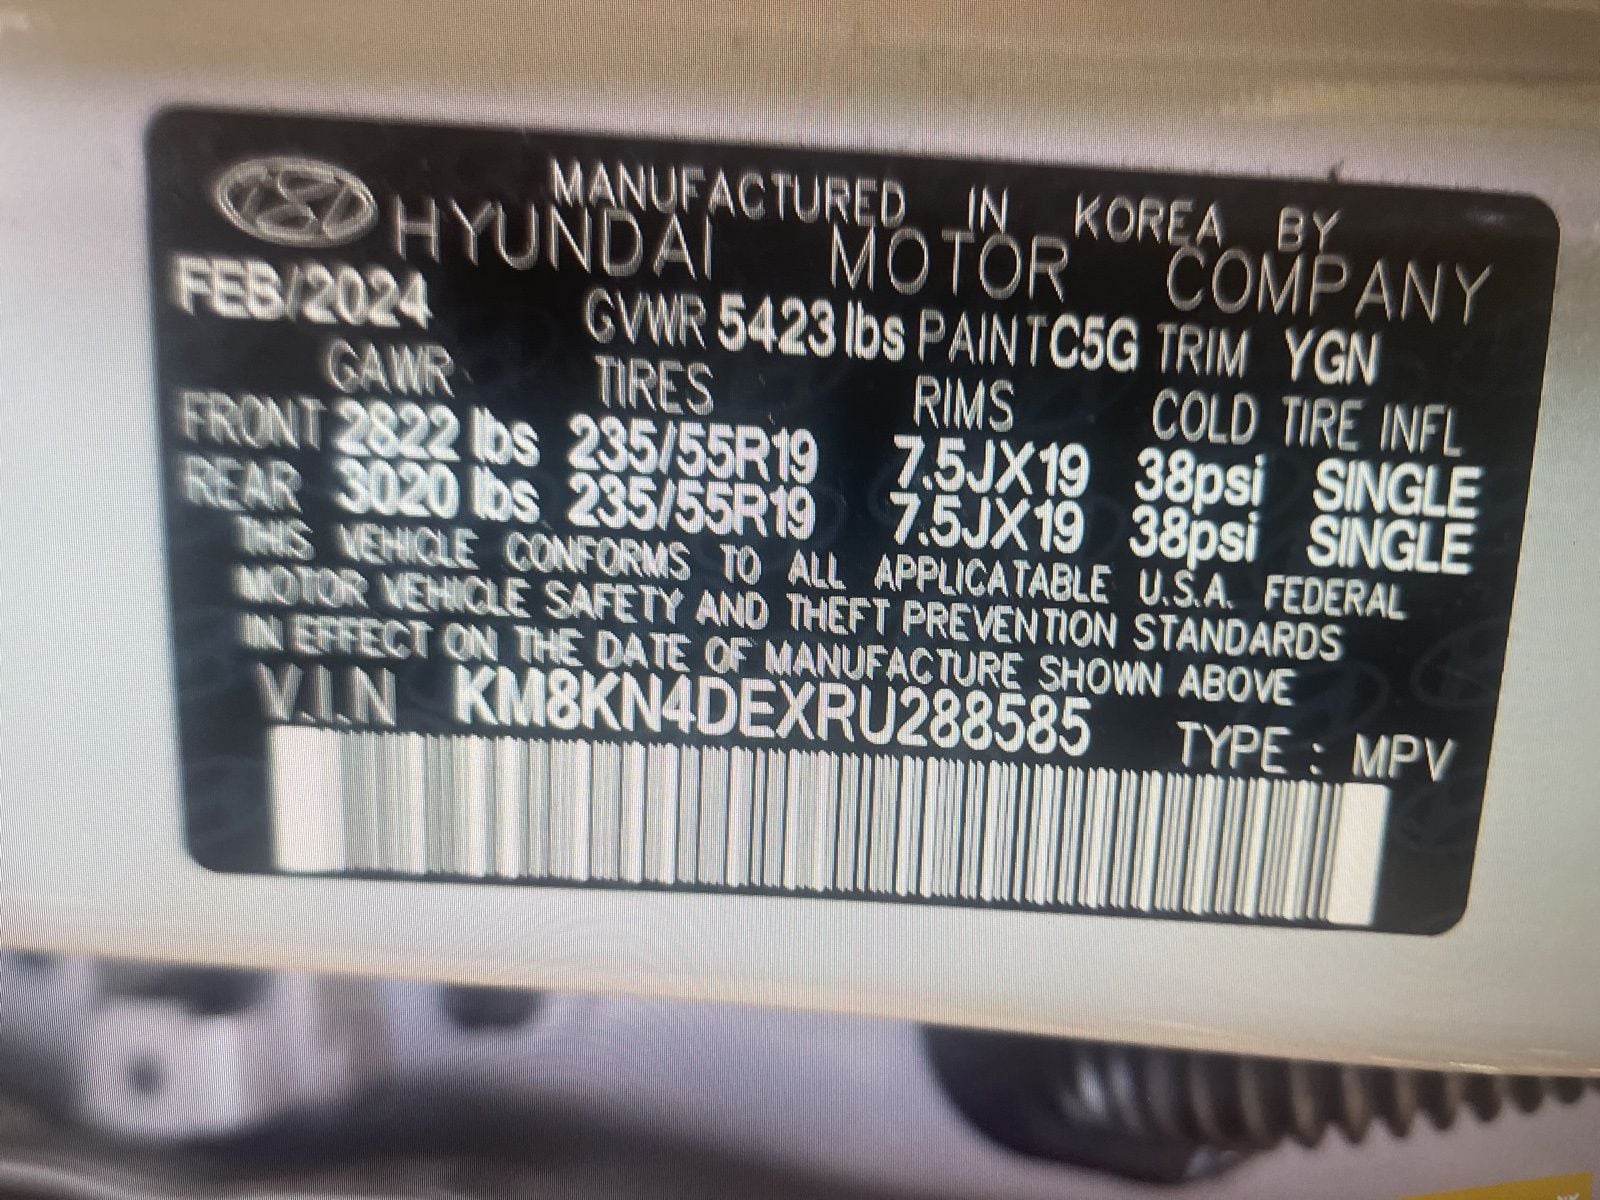 MANUFACTURED IN KOREA BY
HYUNDAI MOTOR COMPANY
FEB/2024 GVWR 5423 lbs PAINT C5G TRIM YGN
GAWR TIRES RIMS COLD TIRE INFL
FRONT 2822 lbs 235/55R19 7.5JX19 38psi SINGLE
REAR 3020 lbs 235/55R19 7.5JX19 38psi SINGLE
THIS VEHICLE CONFORMS TO ALL APPLICATABLE U.S.A. FEDERAL
MOTOR VEHICLE SAFETY AND THEFT PREVENTION STANDARDS
IN EFFECT ON THE DATE OF MANUFACTURE SHOWN ABOVE
V.I.N KM8KN4DEXRU288585 TYPE : MPV